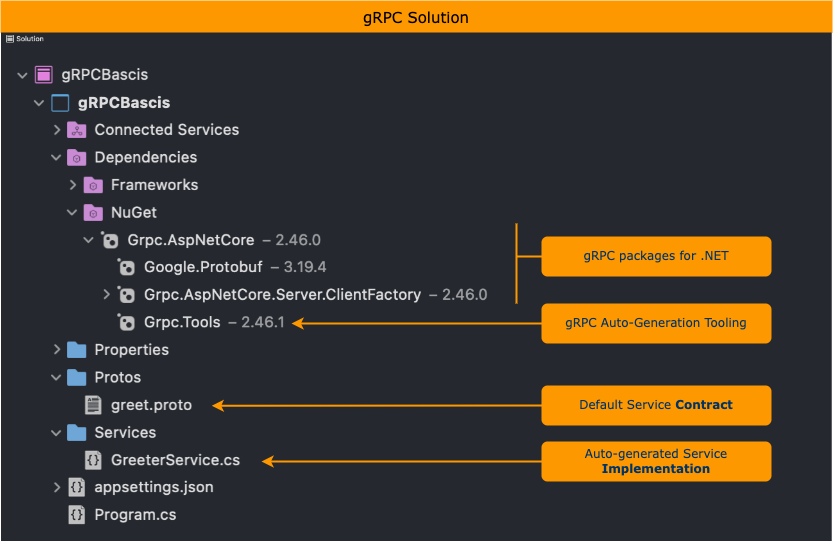 gRPC Solution
Solution
gRPCBascis
gRPCBascis
Connected Services
Dependencies
Frameworks
NuGet
Grpc.AspNetCore – 2.46.0
Google.Protobuf – 3.19.4
gRPC packages for .NET
Grpc.AspNetCore.Server.ClientFactory – 2.46.0
Grpc.Tools – 2.46.1
gRPC Auto-Generation Tooling
Properties
Protos
greet.proto
Default Service Contract
Services
GreeterService.cs
Auto-generated Service
Implementation
appsettings.json
Program.cs